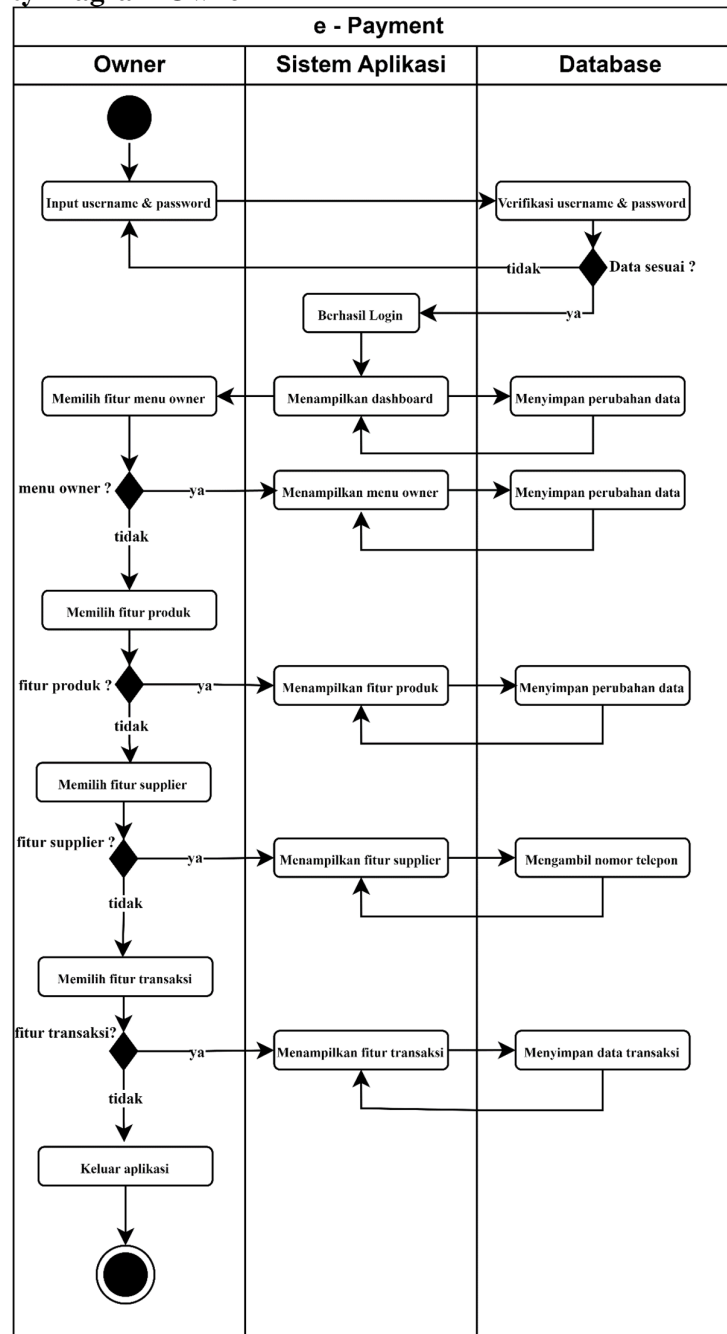 e - Payment
Owner
Sistem Aplikasi
Database
Input username & password
Verifikasi username & password
tidak
Data sesuai ?
Berhasil Login
ya
Memilih fitur menu owner
Menampilkan dashboard
Menyimpan perubahan data
menu owner ?
ya
Menampilkan menu owner
Menyimpan perubahan data
tidak
Memilih fitur produk
fitur produk ?
ya
Menampilkan fitur produk
Menyimpan perubahan data
tidak
Memilih fitur supplier
fitur supplier ?
ya
Menampilkan fitur supplier
Mengambil nomor telepon
tidak
Memilih fitur transaksi
fitur transaksi?
ya
Menampilkan fitur transaksi
Menyimpan data transaksi
tidak
Keluar aplikasi